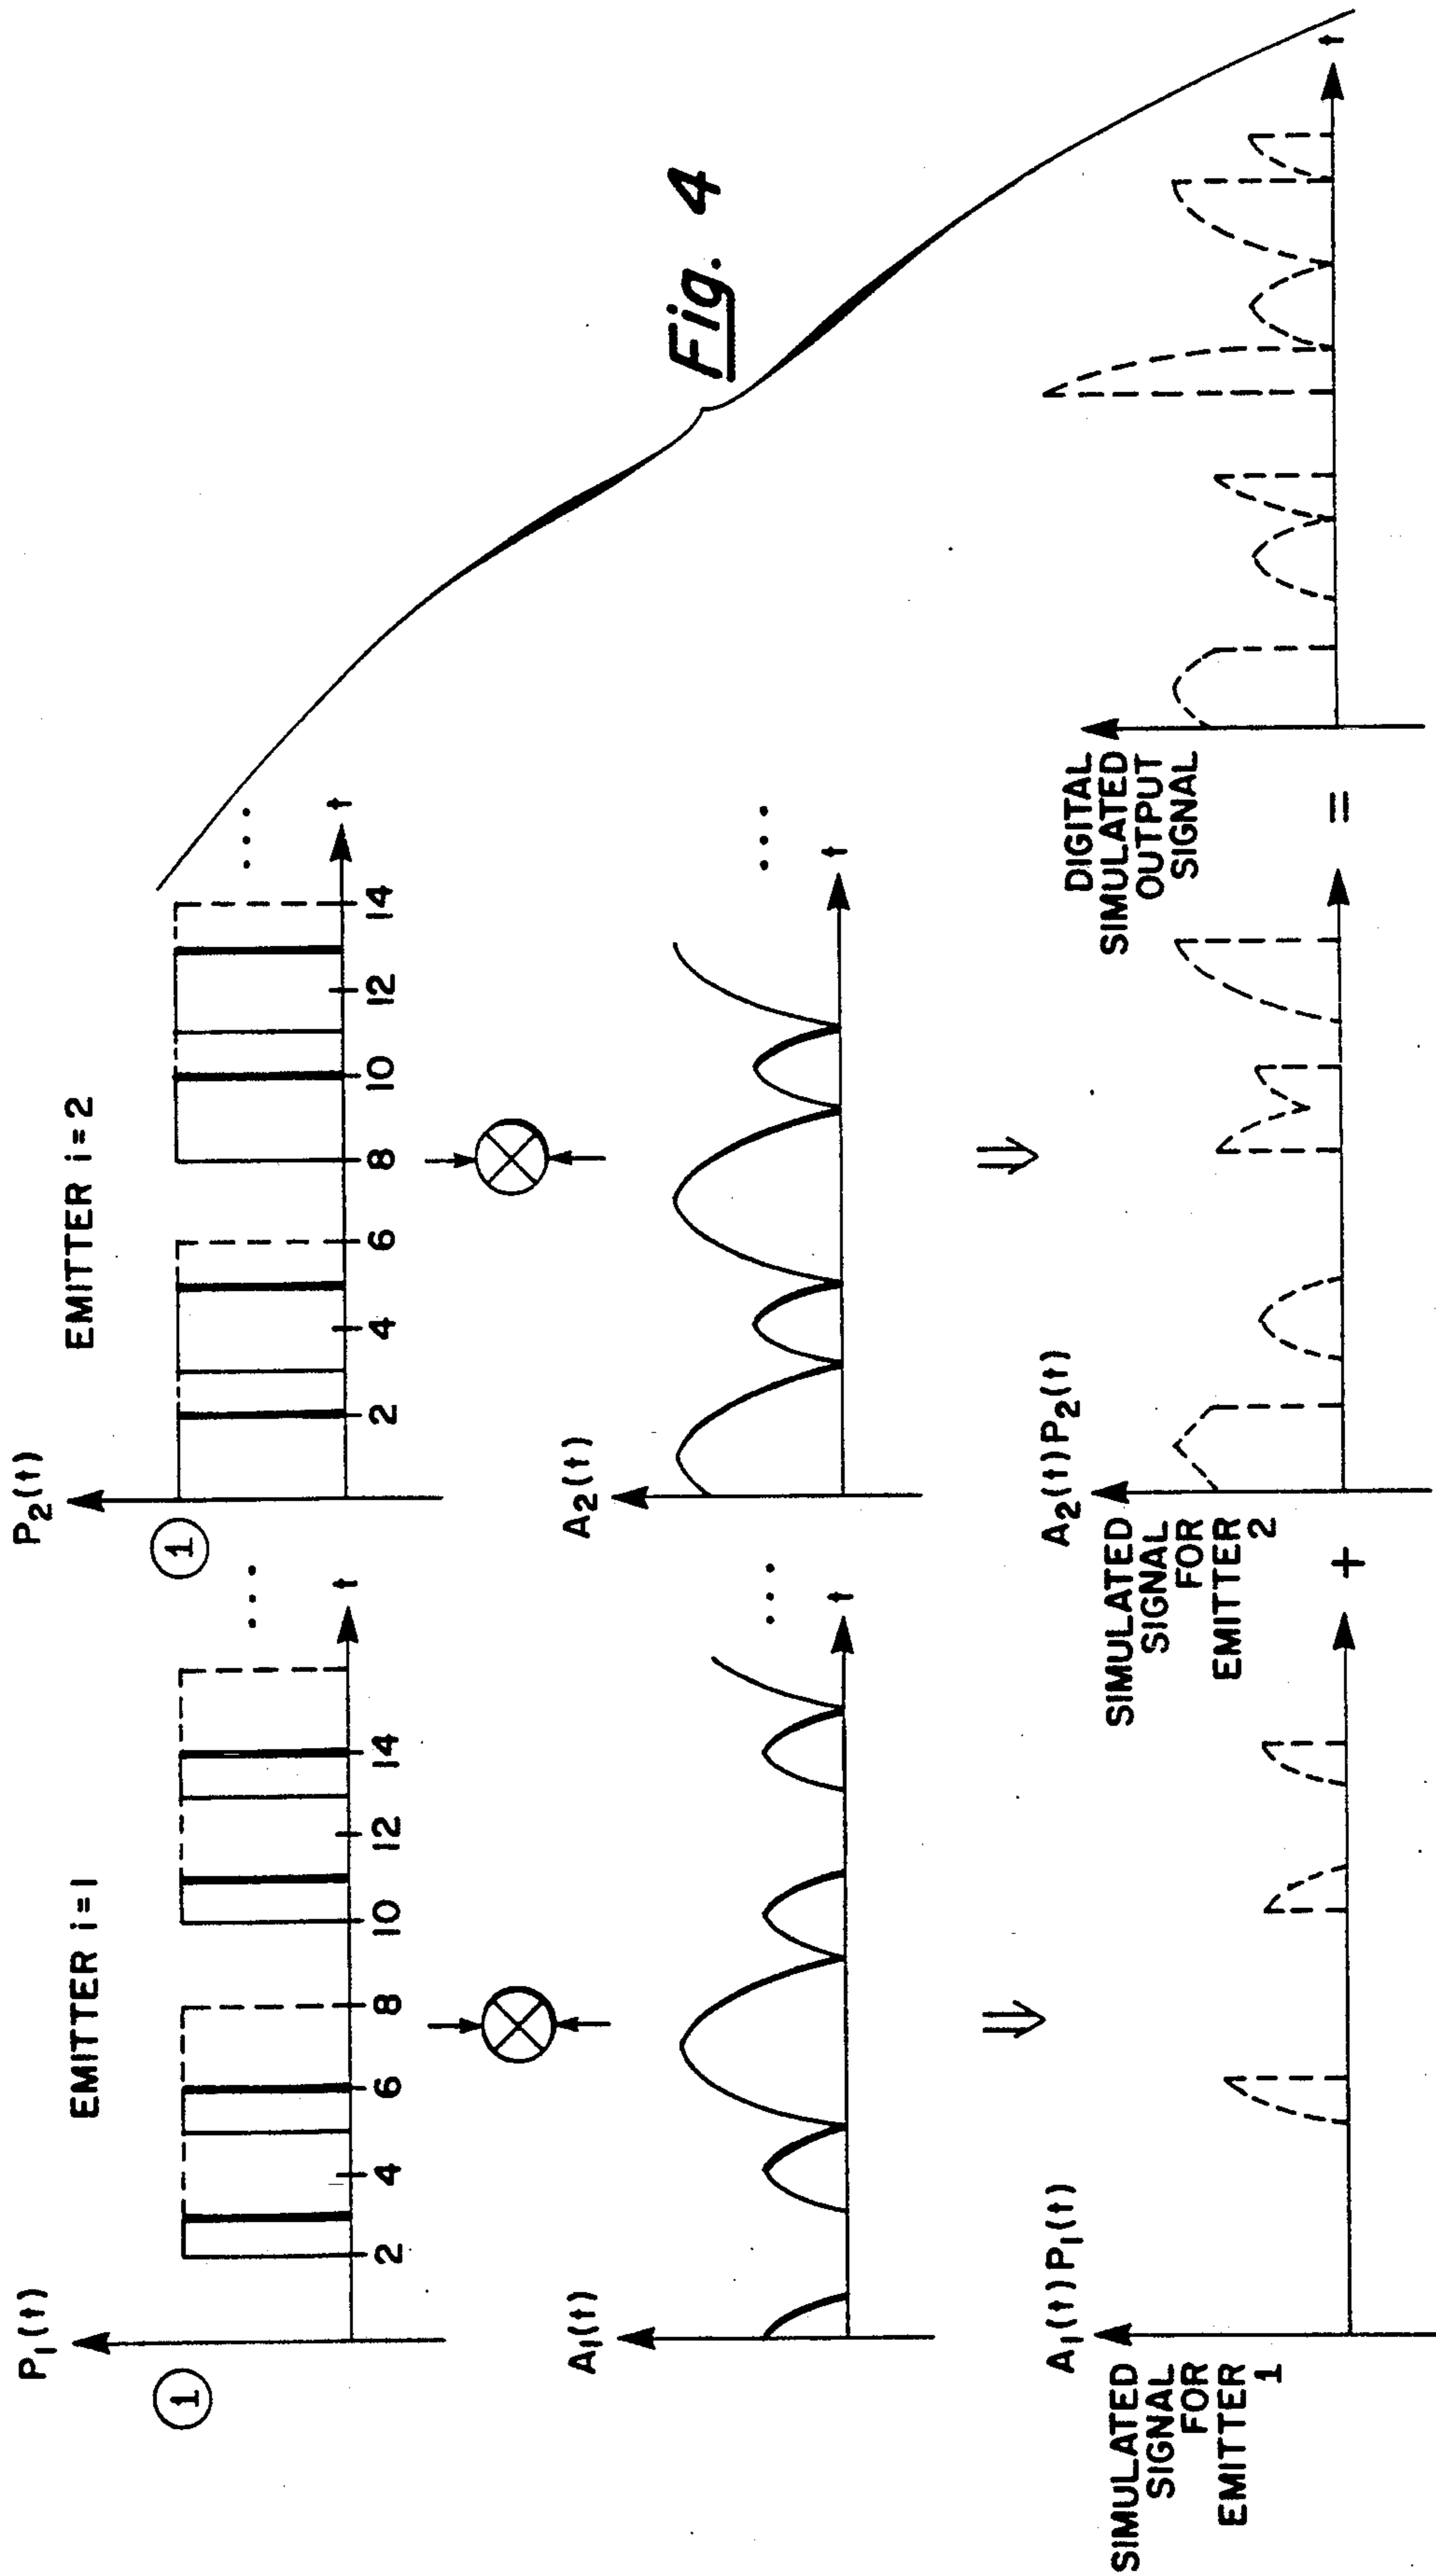 P₁(t)
EMITTER i=1
①
...
t
2 4 6 8 10 12 14
P₂(t)
EMITTER i=2
①
...
t
2 4 6 8 10 12 14
A₁(t)
...
t
A₂(t)
...
t
Fig. 4
A₁(t)P₁(t)
SIMULATED
SIGNAL
FOR
EMITTER
1
+
A₂(t)P₂(t)
SIMULATED
SIGNAL
FOR
EMITTER
2
=
DIGITAL
SIMULATED
OUTPUT
SIGNAL
t